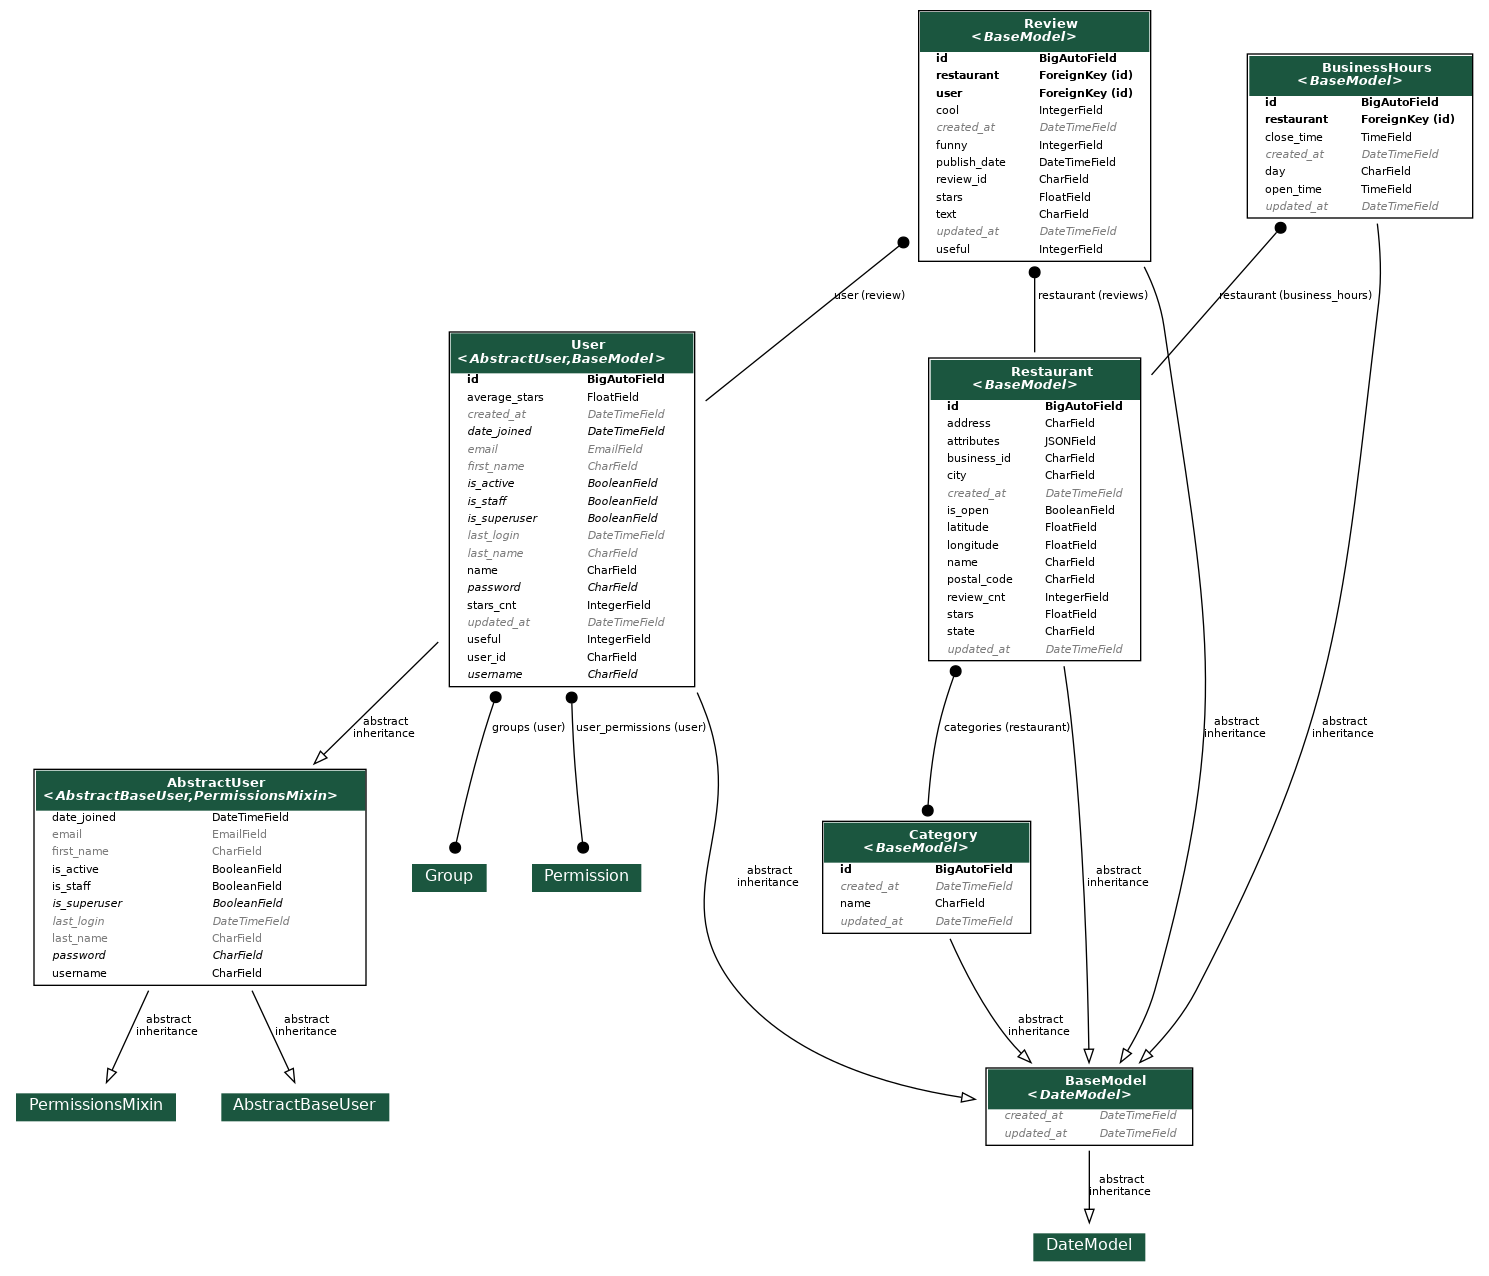 Review
<BaseModel>
id BigAutoField
restaurant ForeignKey (id)
user ForeignKey (id)
cool IntegerField
created_at DateTimeField
funny IntegerField
publish_date DateTimeField
review_id CharField
stars FloatField
text CharField
updated_at DateTimeField
useful IntegerField
BusinessHours
<BaseModel>
id BigAutoField
restaurant ForeignKey (id)
close_time TimeField
created_at DateTimeField
day CharField
open_time TimeField
updated_at DateTimeField
user (review)
restaurant (reviews)
restaurant (business_hours)
User
<AbstractUser,BaseModel>
id BigAutoField
average_stars FloatField
created_at DateTimeField
date_joined DateTimeField
email EmailField
first_name CharField
is_active BooleanField
is_staff BooleanField
is_superuser BooleanField
last_login DateTimeField
last_name CharField
name CharField
password CharField
stars_cnt IntegerField
updated_at DateTimeField
useful IntegerField
user_id CharField
username CharField
Restaurant
<BaseModel>
id BigAutoField
address CharField
attributes JSONField
business_id CharField
city CharField
created_at DateTimeField
is_open BooleanField
latitude FloatField
longitude FloatField
name CharField
postal_code CharField
review_cnt IntegerField
stars FloatField
state CharField
updated_at DateTimeField
abstract
inheritance
groups (user)
user_permissions (user)
categories (restaurant)
abstract
inheritance
abstract
inheritance
AbstractUser
<AbstractBaseUser,PermissionsMixin>
date_joined DateTimeField
email EmailField
first_name CharField
is_active BooleanField
is_staff BooleanField
is_superuser BooleanField
last_login DateTimeField
last_name CharField
password CharField
username CharField
Group
Permission
abstract
inheritance
Category
<BaseModel>
id BigAutoField
created_at DateTimeField
name CharField
updated_at DateTimeField
abstract
inheritance
abstract
inheritance
abstract
inheritance
abstract
inheritance
PermissionsMixin
AbstractBaseUser
BaseModel
<DateModel>
created_at DateTimeField
updated_at DateTimeField
abstract
inheritance
DateModel